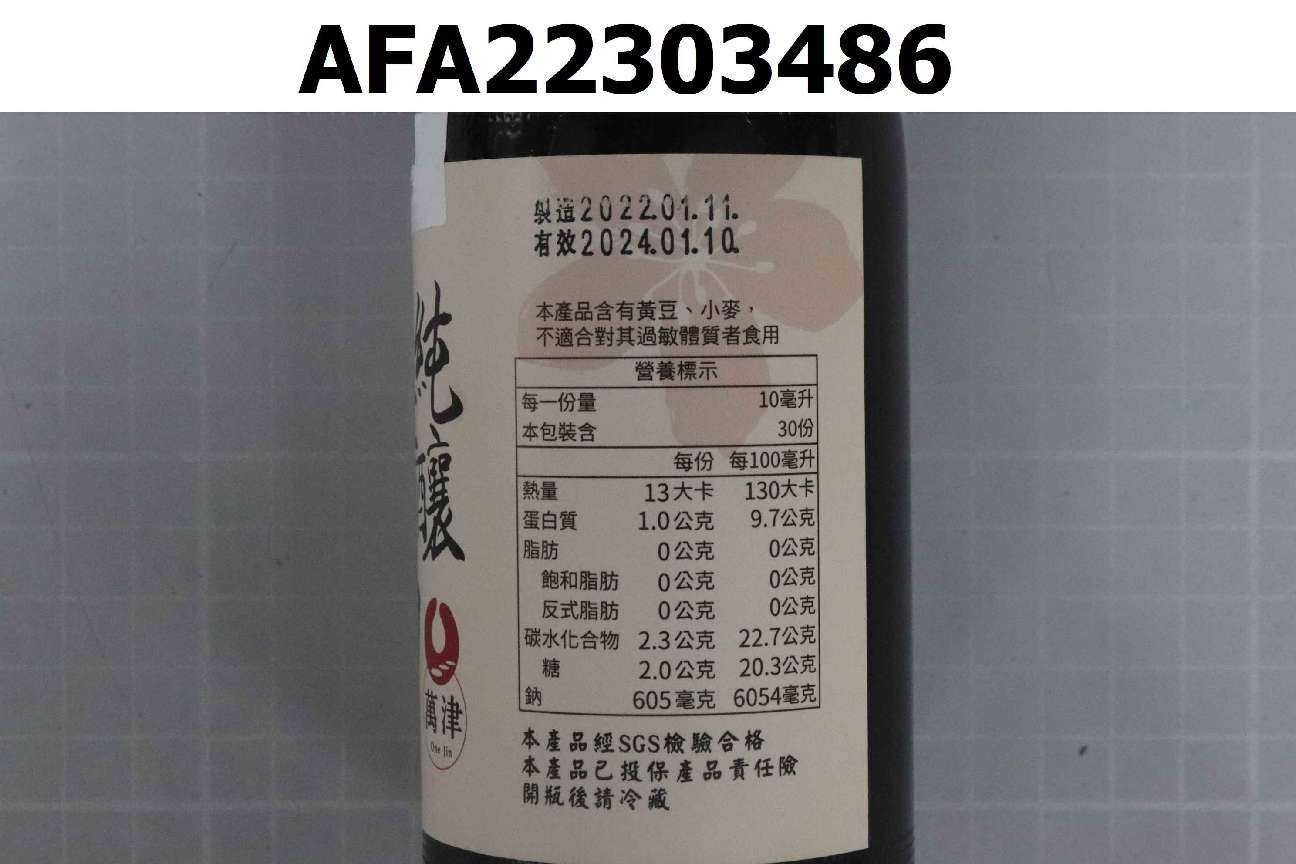 AFA22303486
製造2022.01.11.
有效2024.01.10.
本產品含有黃豆、小麥，
不適合對其過敏體質者食用
營養標示
每一份量 10毫升
本包裝含 30份
每份 每100毫升
熱量 13大卡 130大卡
蛋白質 1.0公克 9.7公克
脂肪 0公克 0公克
飽和脂肪 0公克 0公克
反式脂肪 0公克 0公克
碳水化合物 2.3公克 22.7公克
糖 2.0公克 20.3公克
鈉 605毫克 6054毫克
本產品經SGS檢驗合格
本產品已投保產品責任險
開瓶後請冷藏
純釀
萬津
One Jin